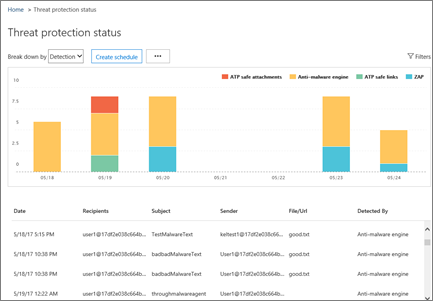 Home > Threat protection status
Threat protection status
Break down by Detection Create schedule ••• Filters
ATP safe attachments Anti-malware engine ATP safe links ZAP
10
7.5
5
2.5
0
05/18 05/19 05/20 05/21 05/22 05/23 05/24
Date Recipients Subject Sender File/Url Detected By
5/18/17 5:15 PM user1@17df2e038c664b... TestMalwareText keltest1@17df2e038c66... good.txt Anti-malware engine
5/18/17 10:38 PM user1@17df2e038c664b... badbadMalwareText User1@17df2e038c664b... good.txt Anti-malware engine
5/18/17 10:38 PM user1@17df2e038c664b... badbadMalwareText User1@17df2e038c664b... good.txt Anti-malware engine
5/19/17 12:22 AM user1@17df2e038c664b... throughmalwareagent User1@17df2e038c664b... good.txt Anti-malware engine